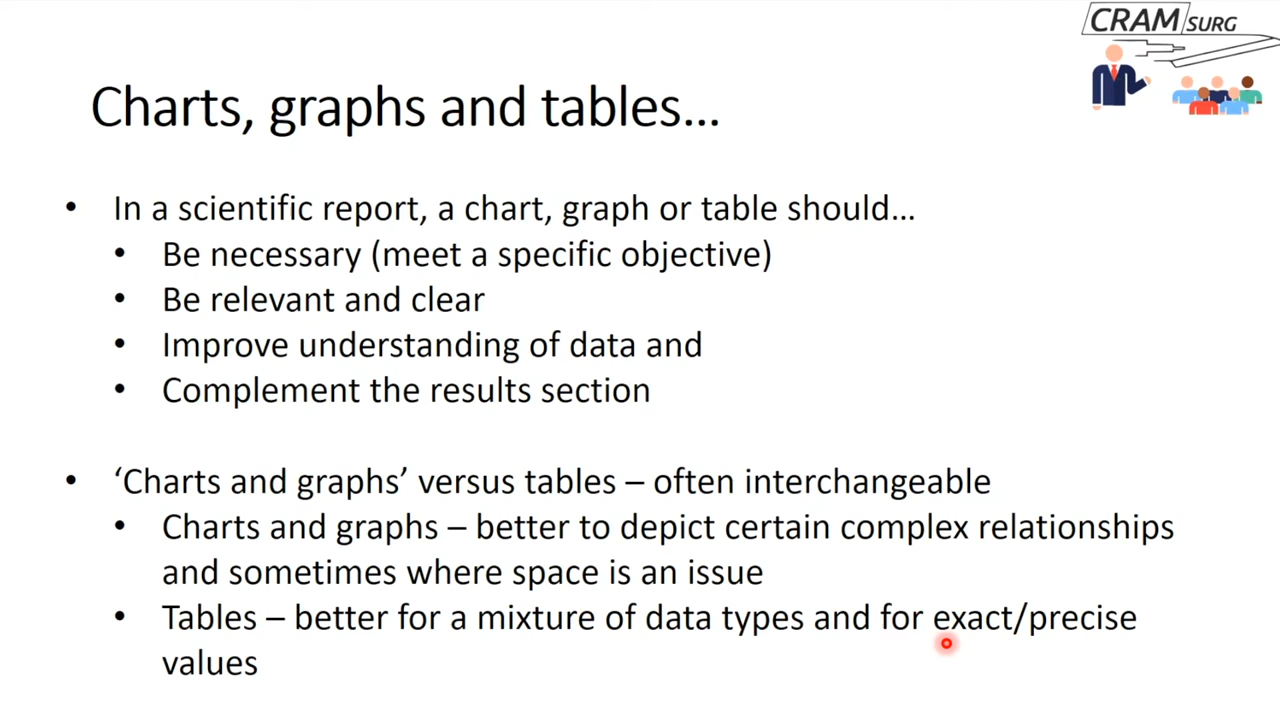 CRAM SURG
Charts, graphs and tables...
• In a scientific report, a chart, graph or table should...
• Be necessary (meet a specific objective)
• Be relevant and clear
• Improve understanding of data and
• Complement the results section
• ‘Charts and graphs’ versus tables – often interchangeable
• Charts and graphs – better to depict certain complex relationships
and sometimes where space is an issue
• Tables – better for a mixture of data types and for exact/precise
values